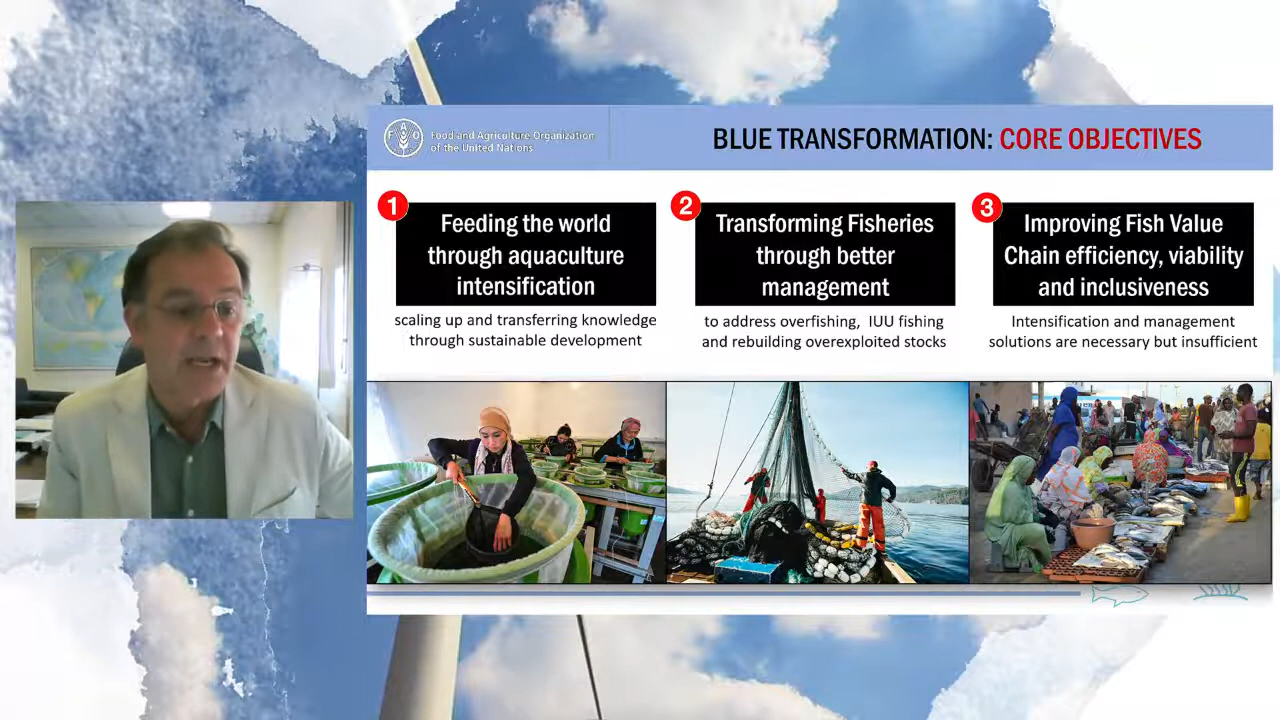 Food and Agriculture Organization
of the United Nations
BLUE TRANSFORMATION: CORE OBJECTIVES
1
Feeding the world
through aquaculture
intensification
scaling up and transferring knowledge
through sustainable development
2
Transforming Fisheries
through better
management
to address overfishing, IUU fishing
and rebuilding overexploited stocks
3
Improving Fish Value
Chain efficiency, viability
and inclusiveness
Intensification and management
solutions are necessary but insufficient